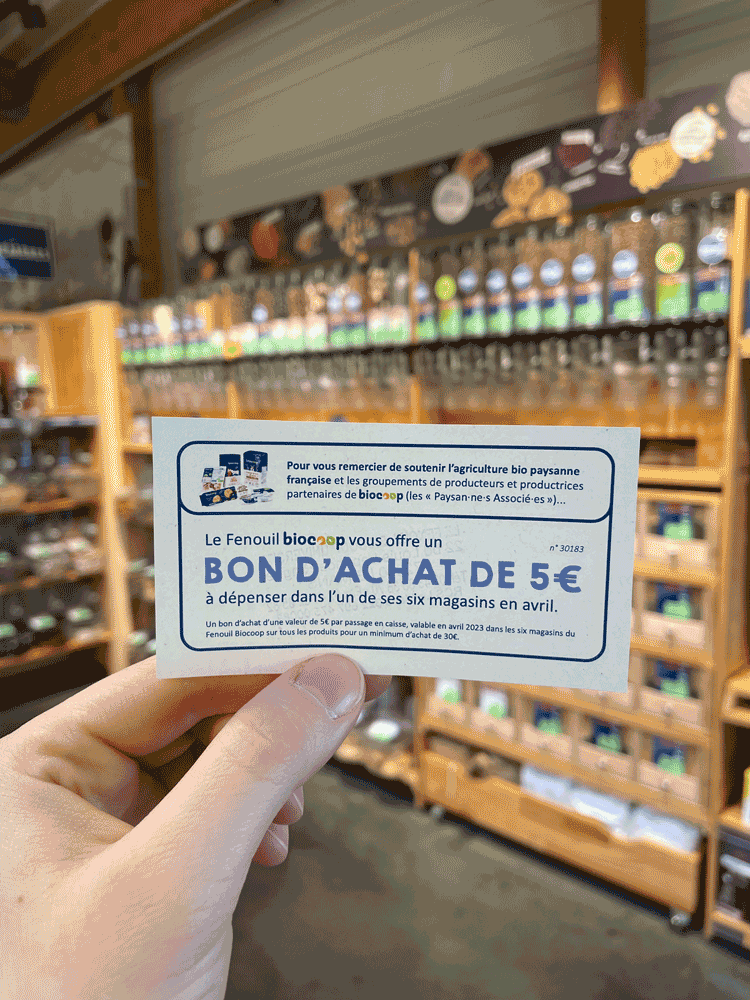 Pour vous remercier de soutenir l'agriculture bio paysanne
française et les groupements de producteurs et productrices
partenaires de biocoop (les « Paysan·ne·s Associé·es »)...
Le Fenouil biocoop vous offre un
n° 30183
BON D'ACHAT DE 5€
à dépenser dans l'un de ses six magasins en avril.
Un bon d'achat d'une valeur de 5€ par passage en caisse, valable en avril 2023 dans les six magasins du
Fenouil Biocoop sur tous les produits pour un minimum d'achat de 30€.